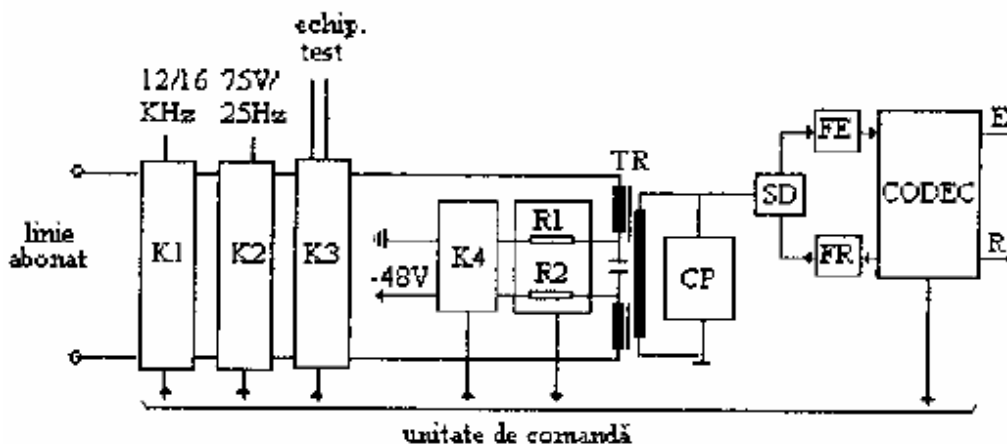 echip.
test
12/16
KHz
75V/
25Hz
TR
FE
E
SD
CODEC
linie
abonat
K1
K2
K3
K4
R1
R2
-48V
CP
FR
R
unitate de comandă